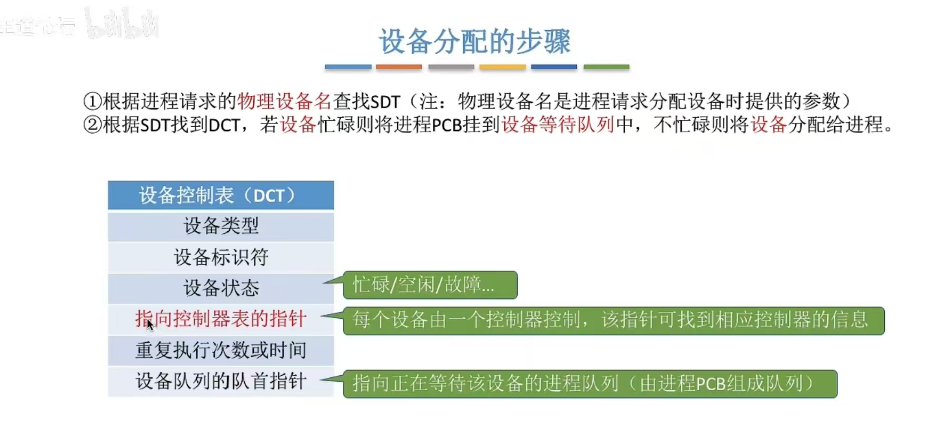 设备分配的步骤
①根据进程请求的物理设备名查找SDT（注：物理设备名是进程请求分配设备时提供的参数）
②根据SDT找到DCT，若设备忙碌则将进程PCB挂到设备等待队列中，不忙碌则将设备分配给进程。
设备控制表（DCT）
设备类型
设备标识符
设备状态
忙碌/空闲/故障...
指向控制器表的指针
每个设备由一个控制器控制，该指针可找到相应控制器的信息
重复执行次数或时间
设备队列的队首指针
指向正在等待该设备的进程队列（由进程PCB组成队列）